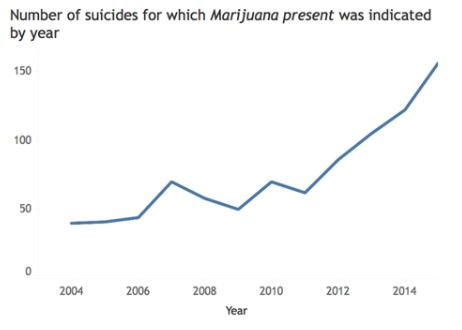 Number of suicides for which Marijuana present was indicated
by year
150
100
50
0
2004 2006 2008 2010 2012 2014
Year